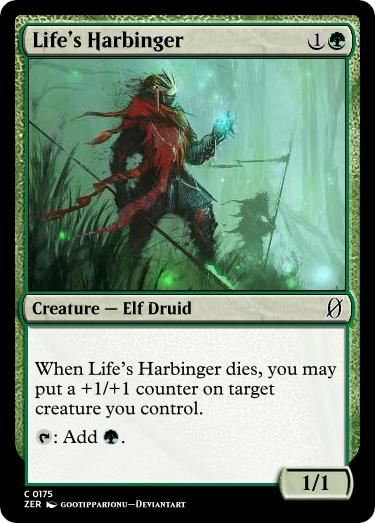 Life's Harbinger 1
Creature — Elf Druid
When Life's Harbinger dies, you may
put a +1/+1 counter on target
creature you control.
: Add .
1/1
C 0175
ZER GOOTIPPARJONU—DEVIANTART